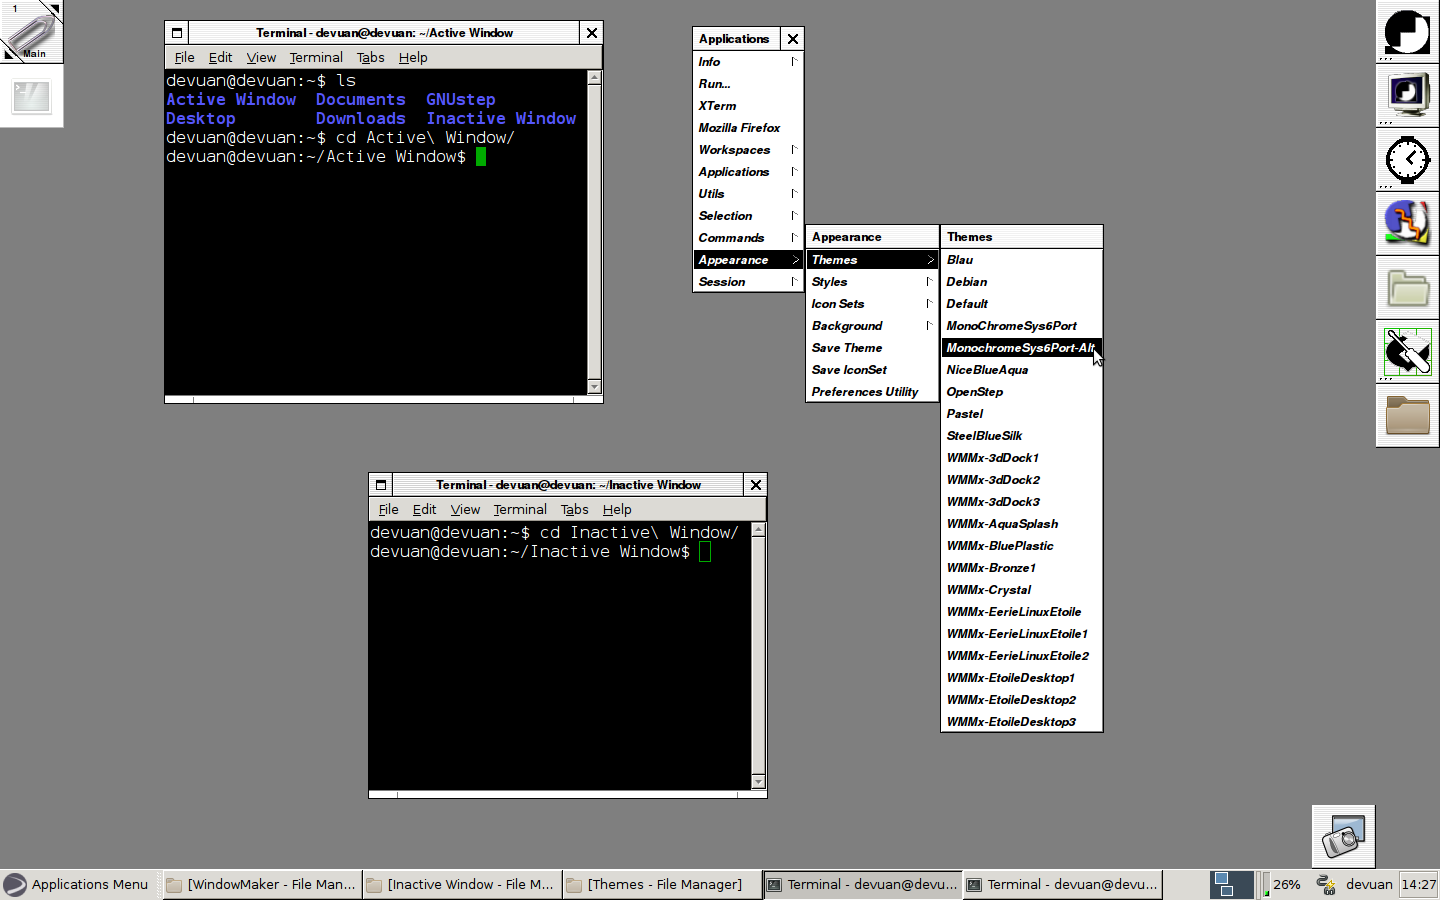 1
Main
Terminal - devuan@devuan: ~/Active Window
File Edit View Terminal Tabs Help
devuan@devuan:~$ ls
Active Window Documents GNUstep
Desktop Downloads Inactive Window
devuan@devuan:~$ cd Active\ Window/
devuan@devuan:~/Active Window$
Applications
Info
Run...
XTerm
Mozilla Firefox
Workspaces
Applications
Utils
Selection
Commands
Appearance
Session
Appearance
Themes
Styles
Icon Sets
Background
Save Theme
Save IconSet
Preferences Utility
Themes
Blau
Debian
Default
MonoChromeSys6Port
MonochromeSys6Port-Alt
NiceBlueAqua
OpenStep
Pastel
SteelBlueSilk
WMMx-3dDock1
WMMx-3dDock2
WMMx-3dDock3
WMMx-AquaSplash
WMMx-BluePlastic
WMMx-Bronze1
WMMx-Crystal
WMMx-EerieLinuxEtoile
WMMx-EerieLinuxEtoile1
WMMx-EerieLinuxEtoile2
WMMx-EtoileDesktop1
WMMx-EtoileDesktop2
WMMx-EtoileDesktop3
Terminal - devuan@devuan: ~/Inactive Window
File Edit View Terminal Tabs Help
devuan@devuan:~$ cd Inactive\ Window/
devuan@devuan:~/Inactive Window$
Applications Menu
[WindowMaker - File Man...
[Inactive Window - File M...
[Themes - File Manager]
Terminal - devuan@devu...
Terminal - devuan@devu...
26%
devuan
14:27